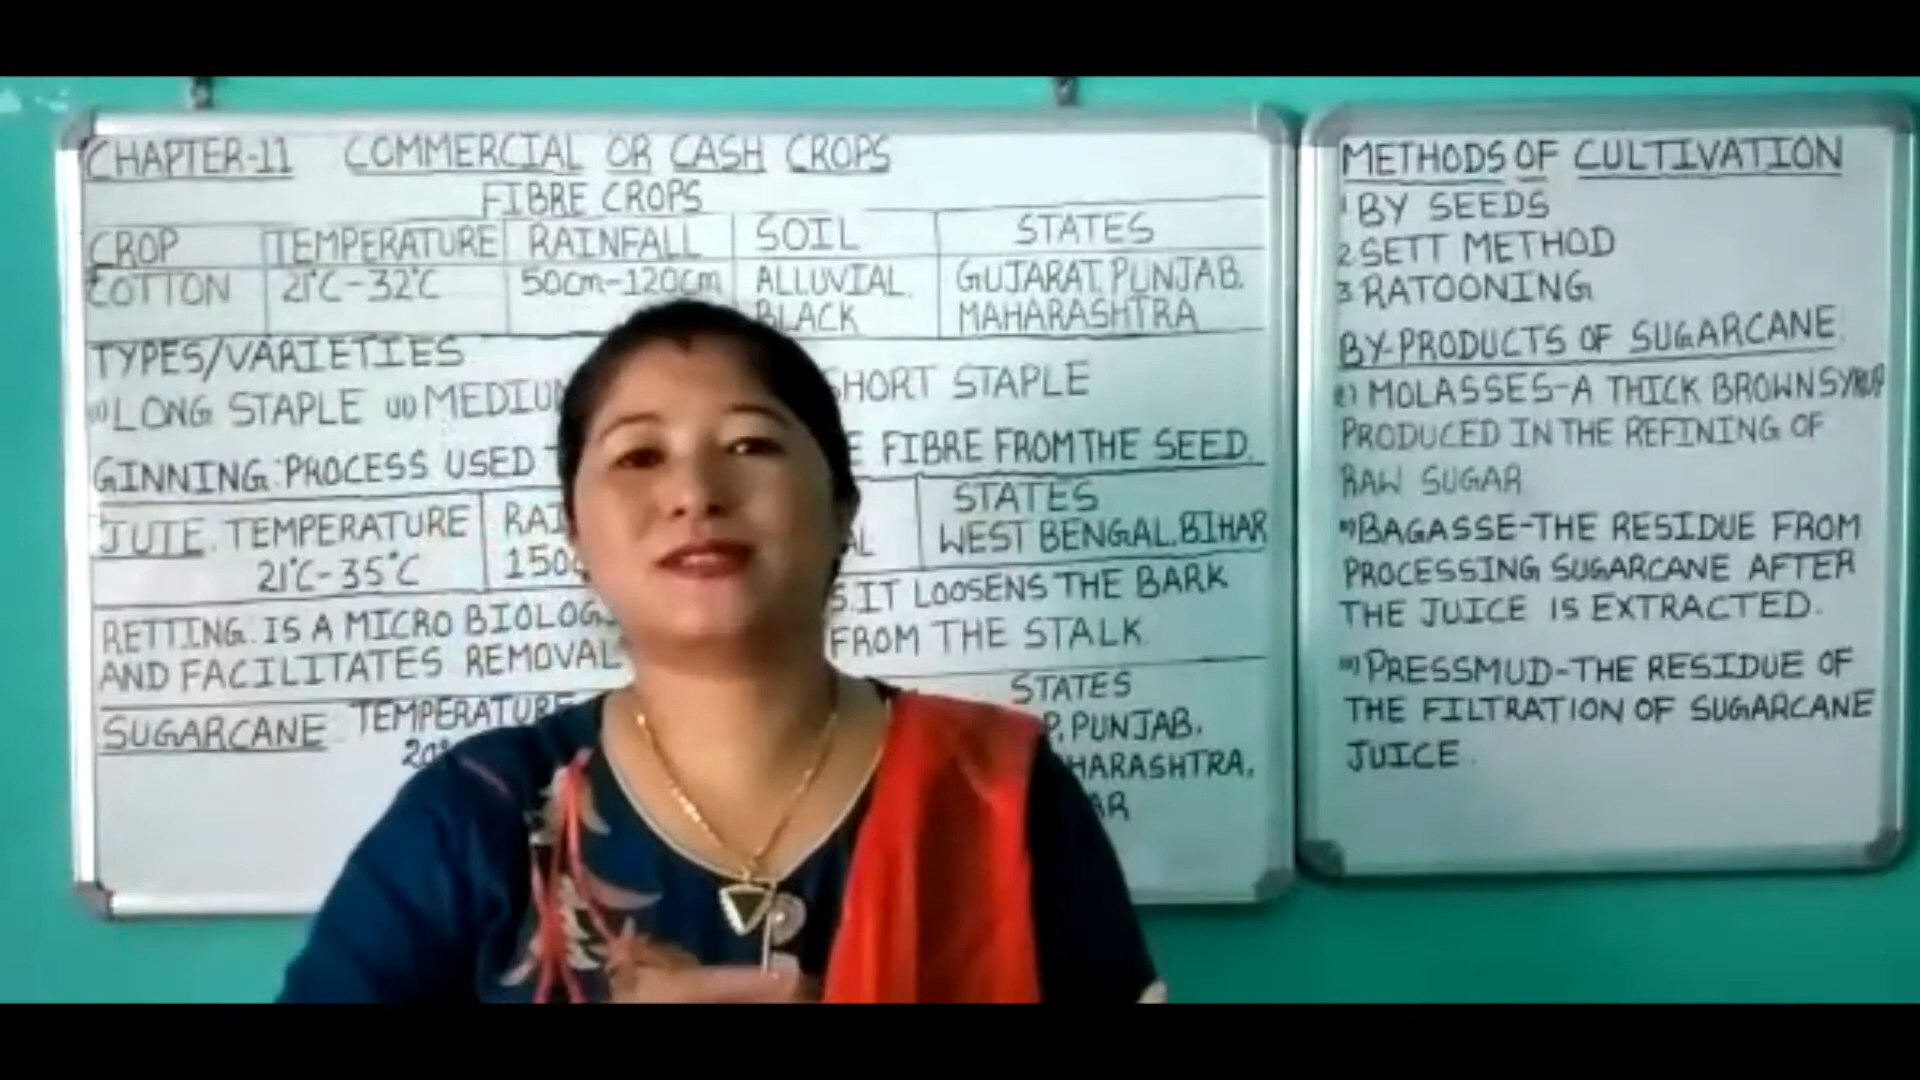 CHAPTER-11 COMMERCIAL OR CASH CROPS
FIBRE CROPS
CROP TEMPERATURE RAINFALL SOIL STATES
COTTON 21°C-32°C 50cm-120cm ALLUVIAL, GUJARAT, PUNJAB,
BLACK MAHARASHTRA
TYPES/VARIETIES
LONG STAPLE SHORT STAPLE
GINNING: PROCESS USED FIBRE FROM THE SEED.
JUTE. TEMPERATURE STATES
21°C-35°C WEST BENGAL, BIHAR
RETTING. IS A MICRO IT LOOSENS THE BARK
AND FACILITATES REMOVAL FROM THE STALK
SUGARCANE TEMPERATURE STATES
PUNJAB,
METHODS OF CULTIVATION
1 BY SEEDS
2 SETT METHOD
3 RATOONING
BY-PRODUCTS OF SUGARCANE
i) MOLASSES-A THICK BROWN SYRUP
PRODUCED IN THE REFINING OF
RAW SUGAR
ii) BAGASSE-THE RESIDUE FROM
PROCESSING SUGARCANE AFTER
THE JUICE IS EXTRACTED.
iii) PRESSMUD-THE RESIDUE OF
THE FILTRATION OF SUGARCANE
JUICE.